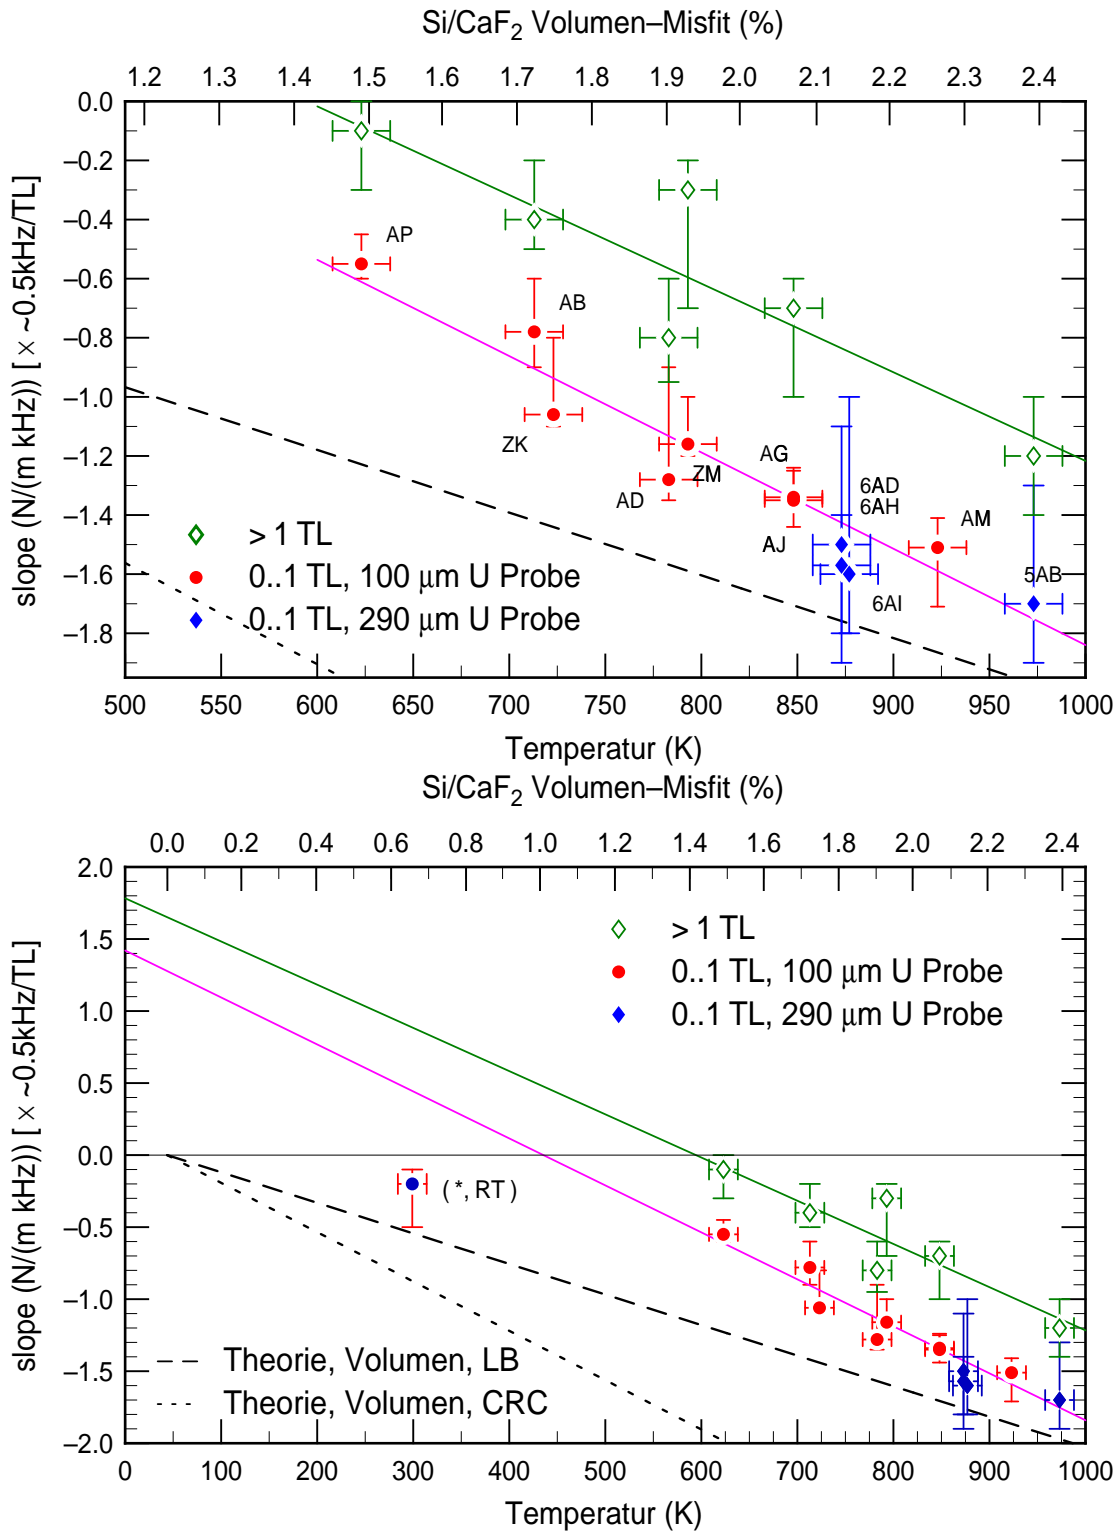 Si/CaF2 Volumen–Misfit (%)
1.2 1.3 1.4 1.5 1.6 1.7 1.8 1.9 2.0 2.1 2.2 2.3 2.4
0.0
–0.2
–0.4
–0.6
–0.8
–1.0
–1.2
–1.4
–1.6
–1.8
slope (N/(m kHz)) [ × ~0.5kHz/TL]
AP
AB
ZK
AD
ZM
AG
AJ
6AD
6AH
6AI
AM
5AB
> 1 TL
0..1 TL, 100 μm U Probe
0..1 TL, 290 μm U Probe
500 550 600 650 700 750 800 850 900 950 1000
Temperatur (K)
Si/CaF2 Volumen–Misfit (%)
0.0 0.2 0.4 0.6 0.8 1.0 1.2 1.4 1.6 1.8 2.0 2.2 2.4
2.0
1.5
1.0
0.5
0.0
–0.5
–1.0
–1.5
–2.0
slope (N/(m kHz)) [ × ~0.5kHz/TL]
> 1 TL
0..1 TL, 100 μm U Probe
0..1 TL, 290 μm U Probe
( *, RT )
Theorie, Volumen, LB
Theorie, Volumen, CRC
0 100 200 300 400 500 600 700 800 900 1000
Temperatur (K)